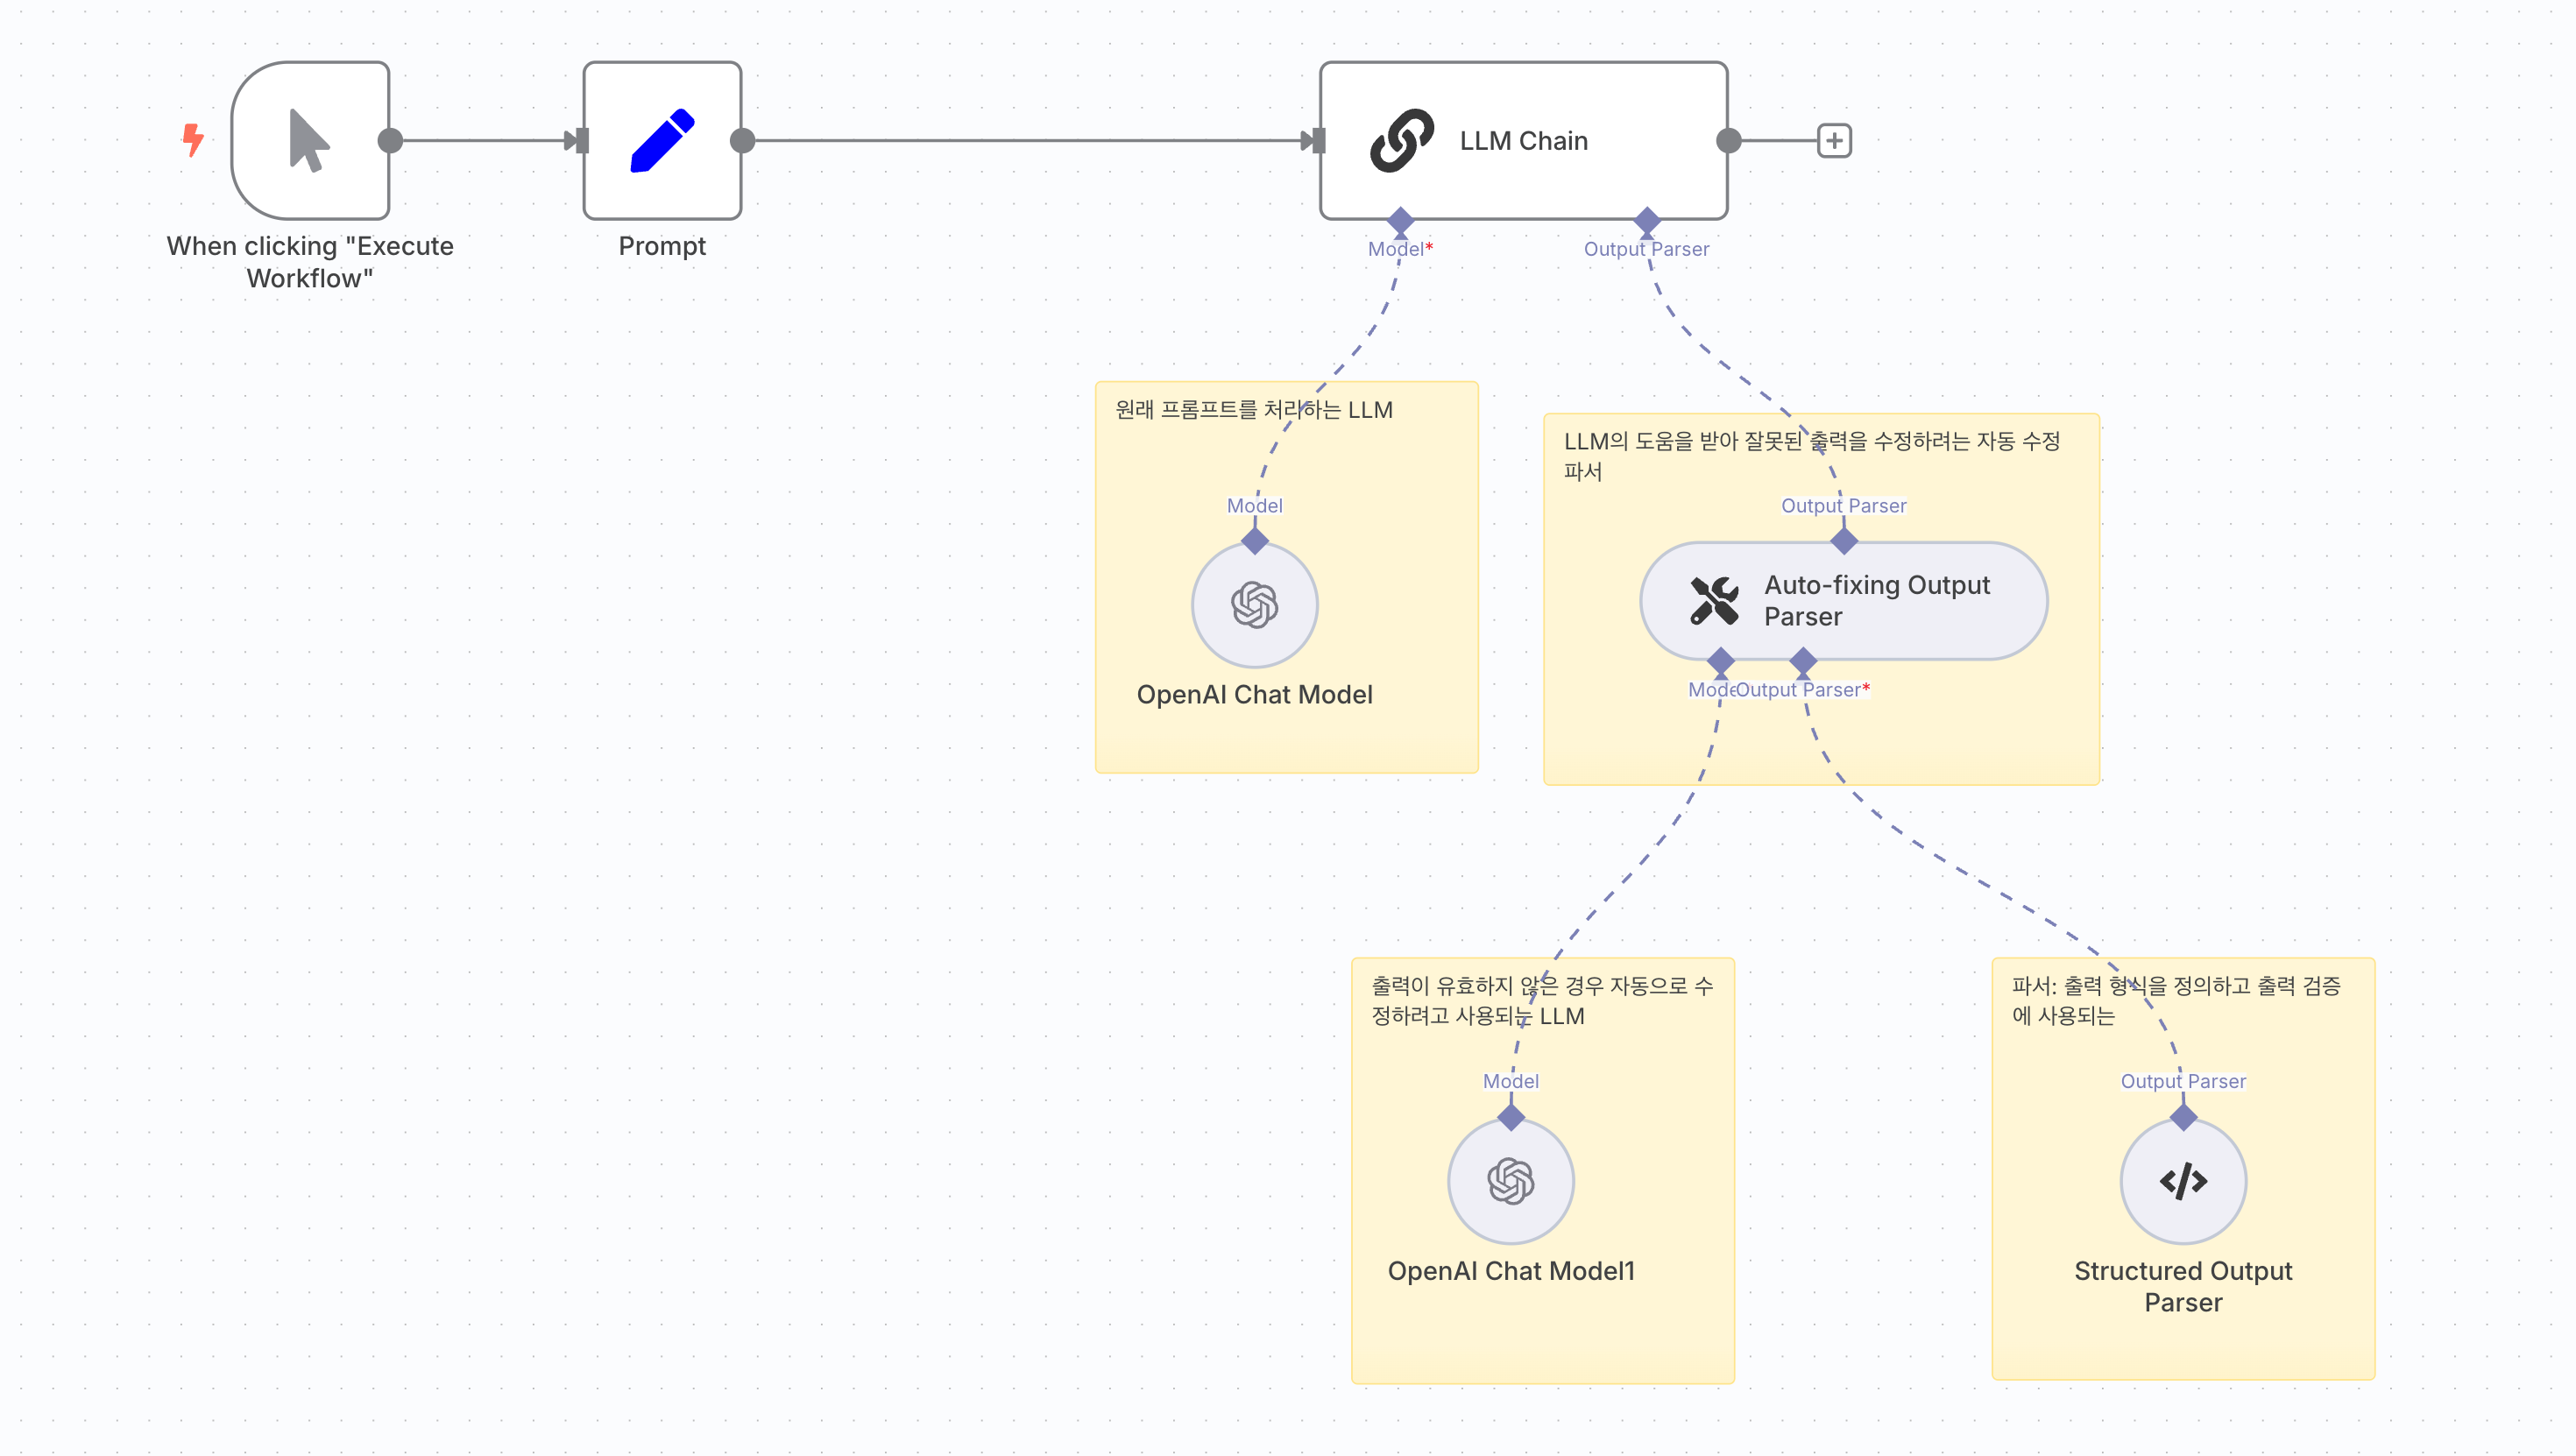 LLM Chain
When clicking "Execute
Workflow"
Prompt
Model*
Output Parser
원래 프롬프트를 처리하는 LLM
Model
OpenAI Chat Model
LLM의 도움을 받아 잘못된 출력을 수정하려는 자동 수정
파서
Output Parser
Auto-fixing Output
Parser
Mode
Output Parser*
출력이 유효하지 않은 경우 자동으로 수
정하려고 사용되는 LLM
Model
OpenAI Chat Model1
파서: 출력 형식을 정의하고 출력 검증
에 사용되는
Output Parser
Structured Output
Parser